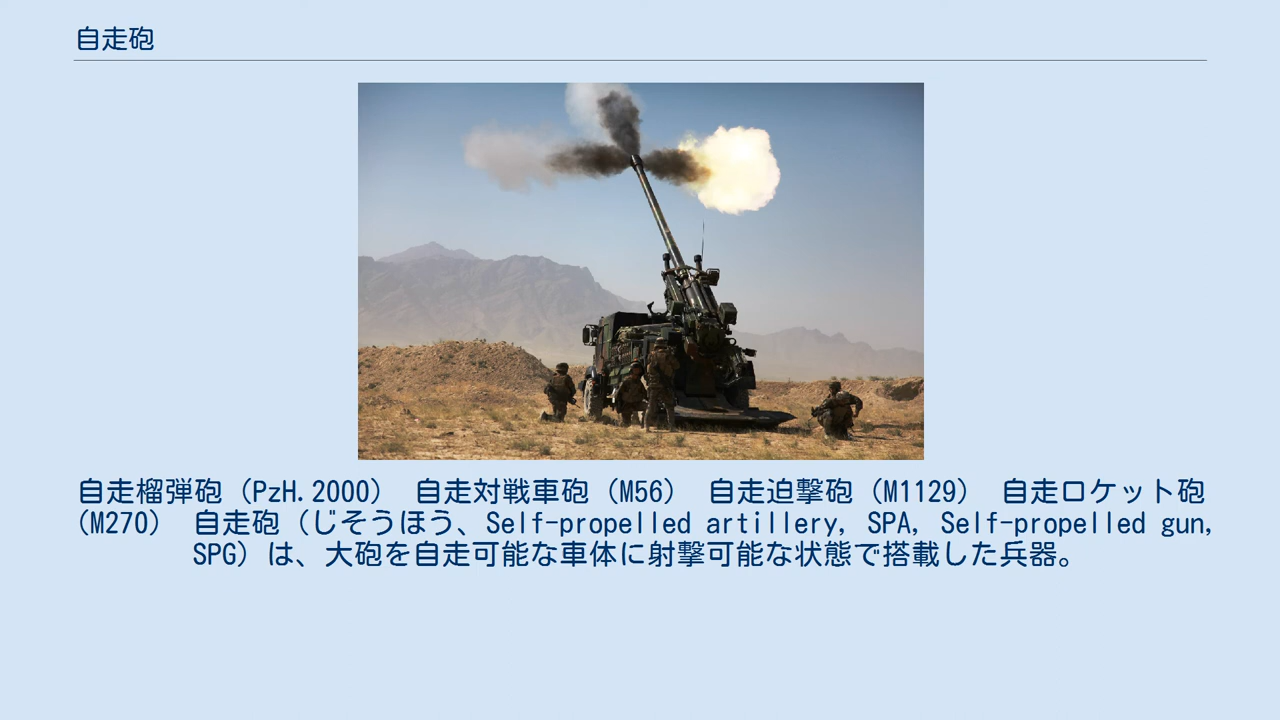 自走砲
自走榴弾砲（PzH.2000） 自走対戦車砲（M56） 自走迫撃砲（M1129） 自走ロケット砲
（M270） 自走砲（じそうほう、Self-propelled artillery, SPA, Self-propelled gun,
SPG）は、大砲を自走可能な車体に射撃可能な状態で搭載した兵器。